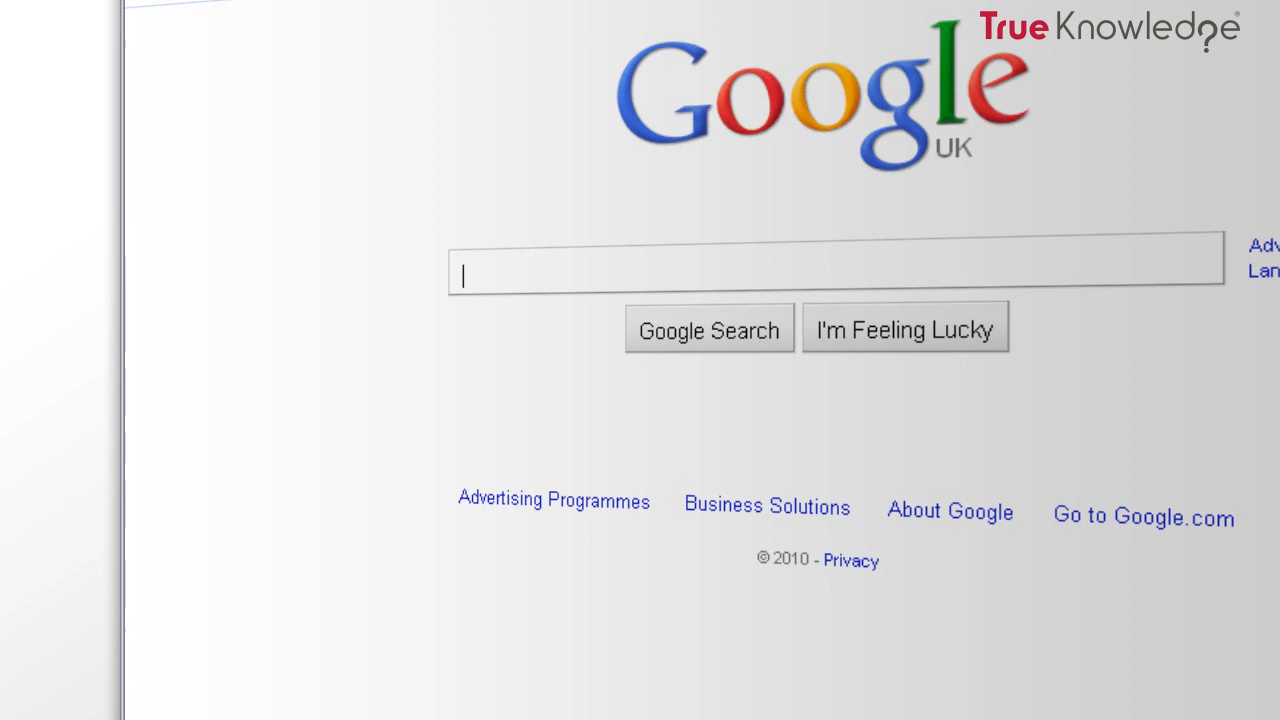 True Knowledge
Google
UK
Adv
Lan
Google Search
I'm Feeling Lucky
Advertising Programmes
Business Solutions
About Google
Go to Google.com
© 2010 - Privacy